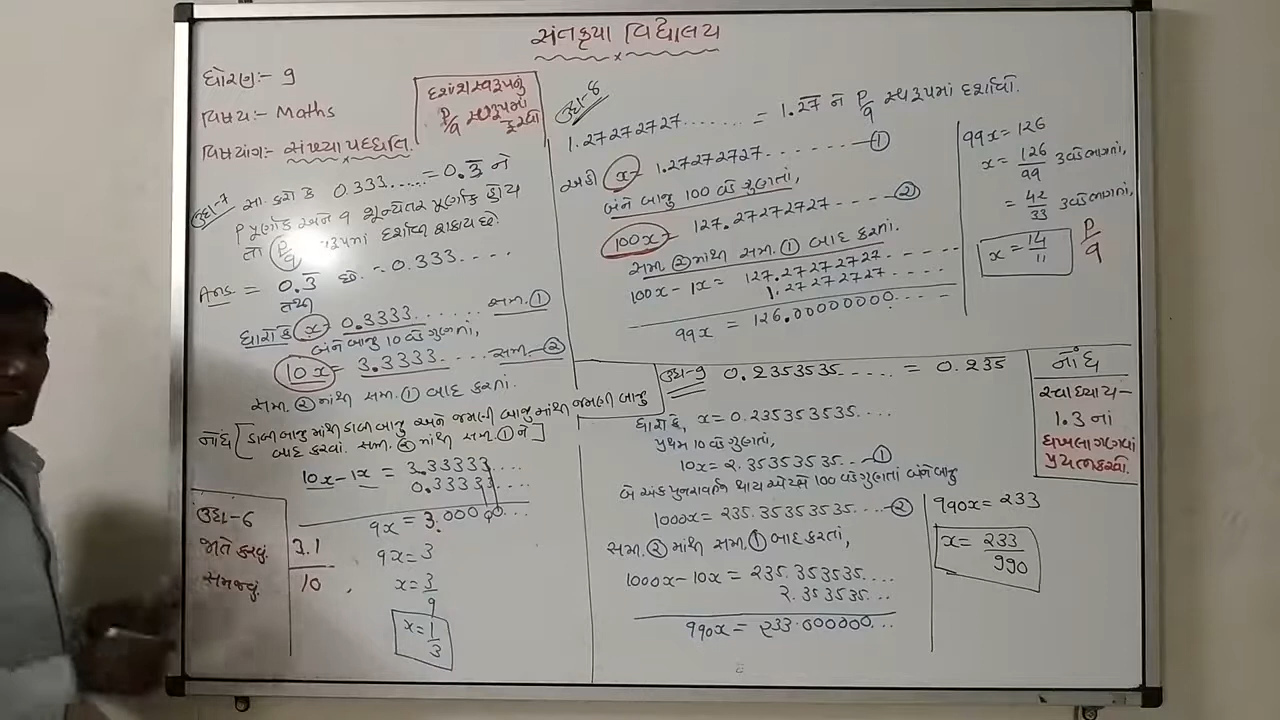 સંતકૃપા વિદ્યાલય
ધોરણ:- 9
વિષય:- Maths
વિષયાંગ:- સંખ્યા પદ્ધતિ
દશાંશ સ્વરૂપનું
P/q સ્વરૂપમાં
ફેરવો
ઉદા-7 સા. કરો કે 0.333..... = 0.3̅ ને
P પૂર્ણાંક અને q શૂન્યેતર પૂર્ણાંક હોય
તો P/q સ્વરૂપમાં દર્શાવી શકાય છે.
Ans = 0.3̅ છે. - 0.333.....
તથી
ધારોકે x = 0.3333...... સમ.①
બંને બાજુ 10 વડે ગુણતાં,
10x = 3.3333..... સમ.②
સમ.② માંથી સમ.① બાદ કરતાં.
નોંધ [ડાબી બાજુ માંથી ડાબી બાજુ અને જમણી બાજુ માંથી જમણી બાજુ
બાદ કરવી. સમ.② માંથી સમ.① ને]
10x-1x = 3.33333....
0.33333....
9x = 3.00000...
9x = 3
x = 3/9
x = 1/3
ઉદા-6
જાતે કરવું
સમજવું
3.1
10
ઉદા-8
1.27272727....... = 1.2̅7̅ ને P/q સ્વરૂપમાં દર્શાવો.
x = 1.27272727....... ①
બંને બાજુ 100 વડે ગુણતાં,
100x = 127.27272727.... ②
સમ.② માંથી સમ.① બાદ કરતાં.
100x-1x = 127.27272727....
1.27272727....
99x = 126.00000000....
99x = 126
x = 126/99 3 વડે ભાગતાં,
= 42/33 3 વડે ભાગતાં,
x = 14/11
P/q
ઉદા-9 0.2353535..... = 0.235
ધારોકે, x = 0.235353535....
પ્રથમ 10 વડે ગુણતાં,
10x = 2.35353535... ①
બે અંક પુનરાવર્તન થાય એટલે 100 વડે ગુણતાં બંને બાજુ
1000x = 235.35353535.... ②
સમ.② માંથી સમ.① બાદ કરતાં,
1000x-10x = 235.353535....
2.353535...
990x = 233.000000...
990x = 233
x = 233/990
નોંધ
સ્વાધ્યાય-
1.3 નાં
દાખલા ગણવા
પ્રયત્ન કરવો.